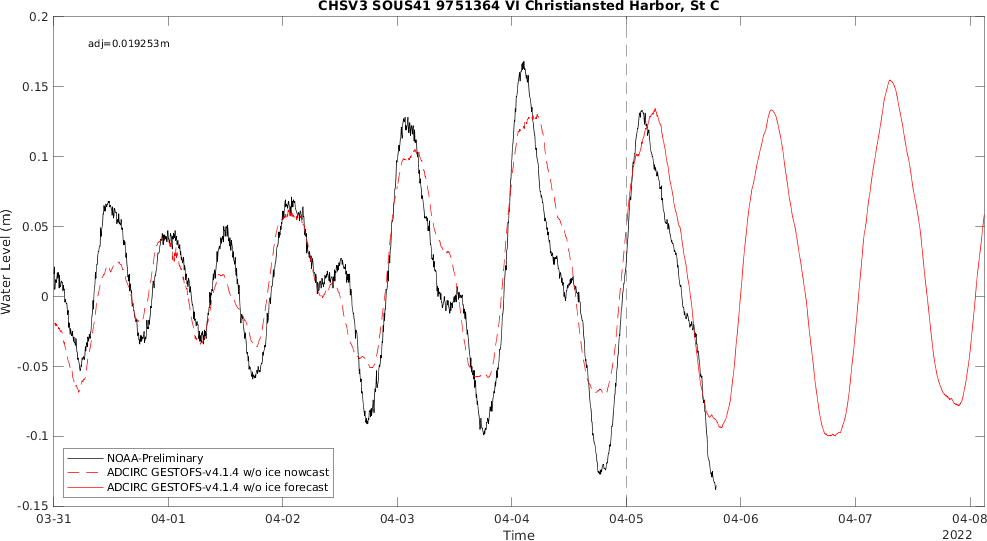 CHSV3 SOUS41 9751364 VI Christiansted Harbor, St C
adj=0.019253m
0.2
0.15
0.1
0.05
0
-0.05
-0.1
-0.15
Water Level (m)
NOAA-Preliminary
ADCIRC GESTOFS-v4.1.4 w/o ice nowcast
ADCIRC GESTOFS-v4.1.4 w/o ice forecast
03-31 04-01 04-02 04-03 04-04 04-05 04-06 04-07 04-08
Time
2022